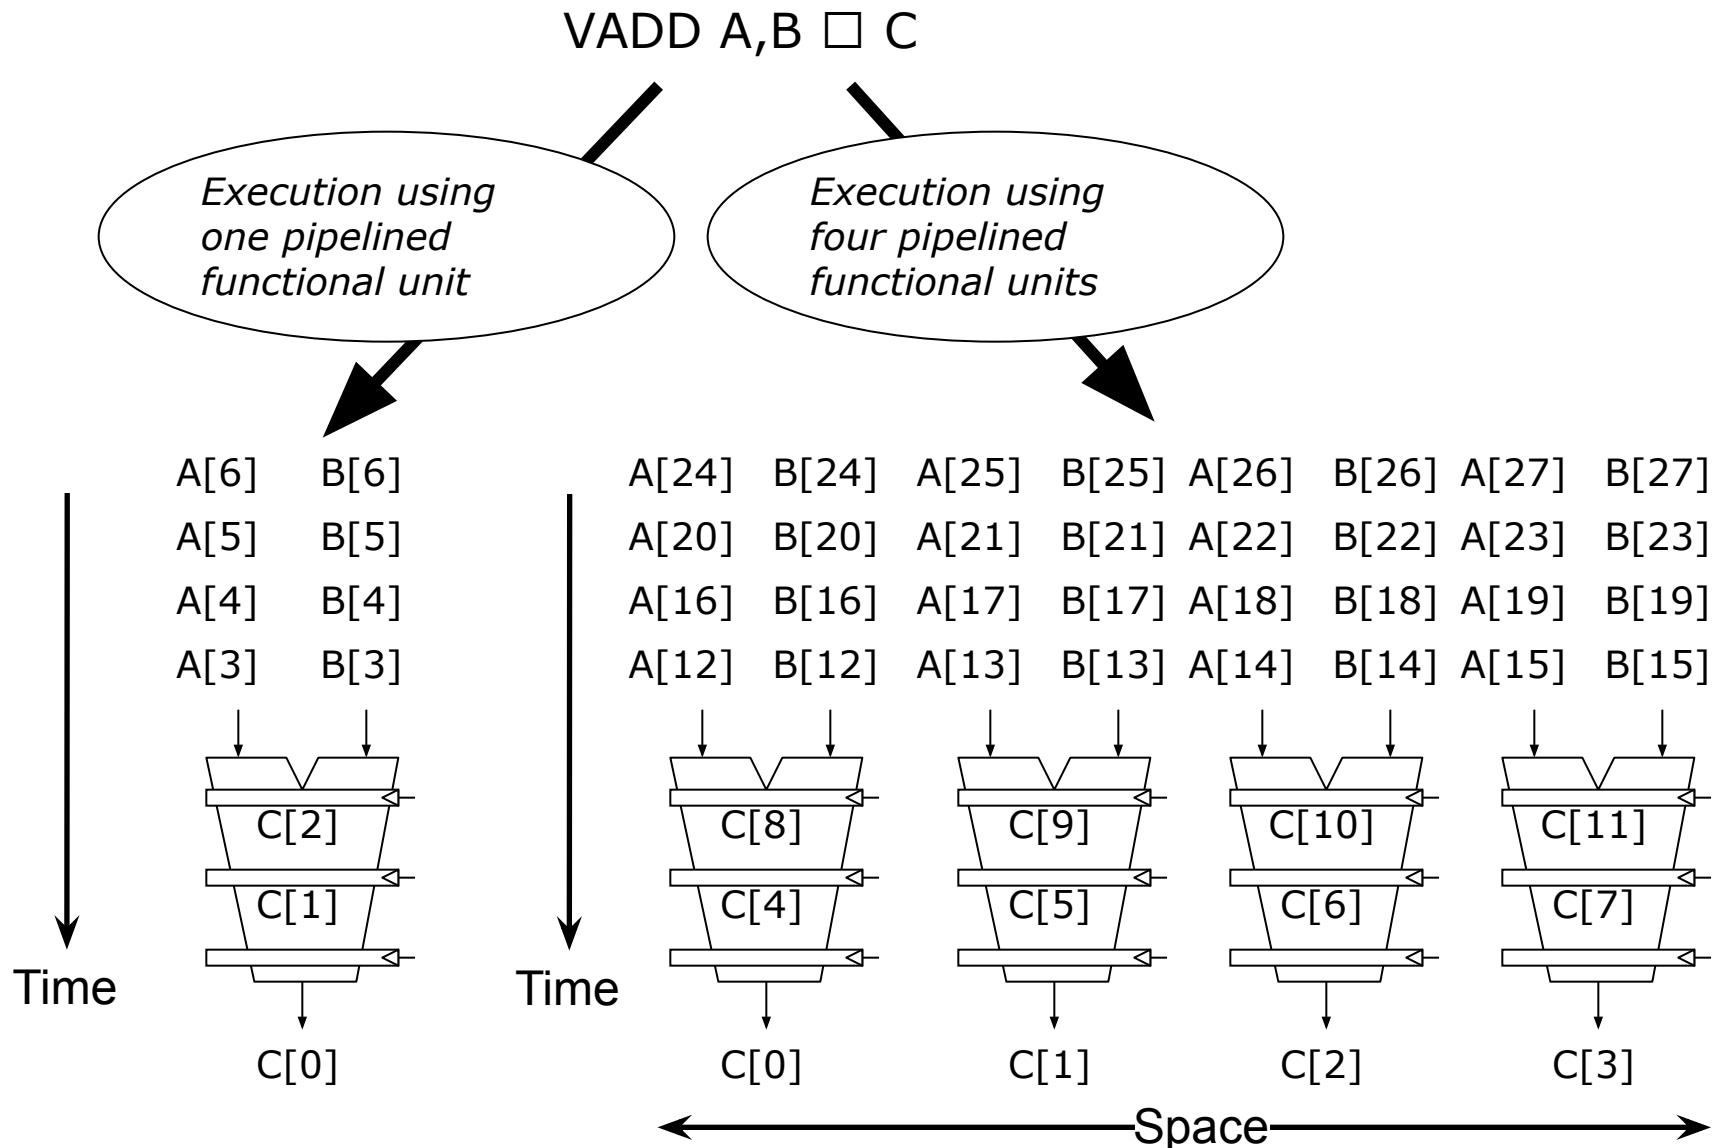 VADD A,B □ C
Execution using
one pipelined
functional unit
Execution using
four pipelined
functional units
A[6] B[6]
A[5] B[5]
A[4] B[4]
A[3] B[3]
C[2]
C[1]
C[0]
Time
A[24] B[24] A[25] B[25] A[26] B[26] A[27] B[27]
A[20] B[20] A[21] B[21] A[22] B[22] A[23] B[23]
A[16] B[16] A[17] B[17] A[18] B[18] A[19] B[19]
A[12] B[12] A[13] B[13] A[14] B[14] A[15] B[15]
C[8] C[9] C[10] C[11]
C[4] C[5] C[6] C[7]
Time
C[0] C[1] C[2] C[3]
Space